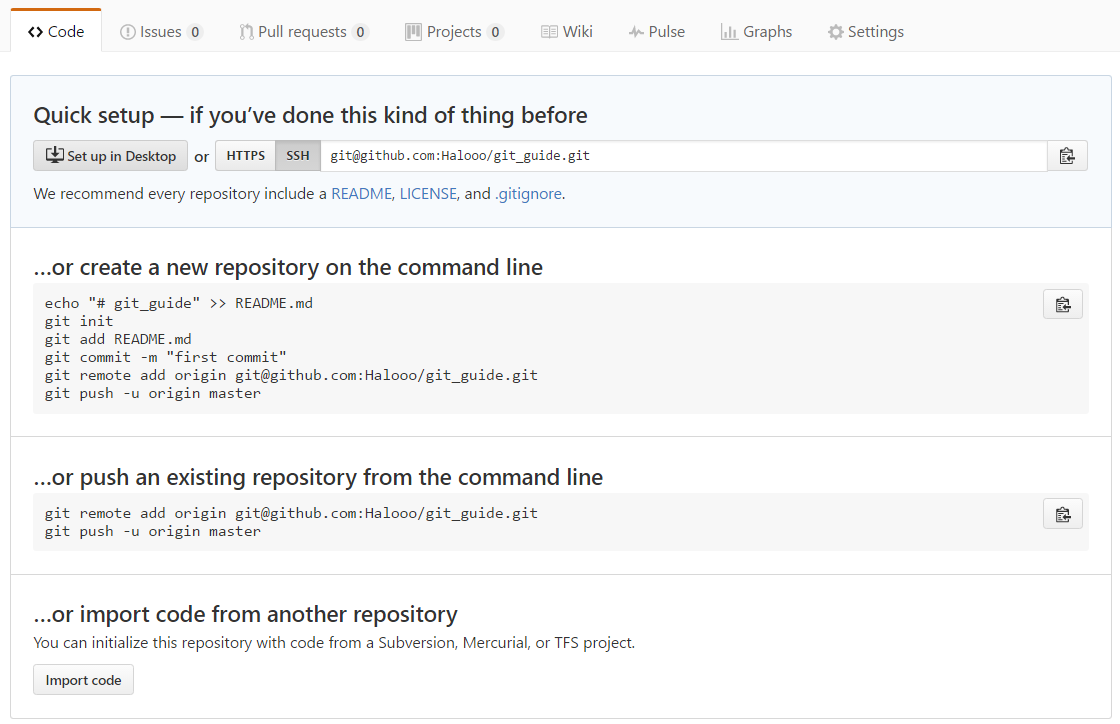 Code Issues 0 Pull requests 0 Projects 0 Wiki Pulse Graphs Settings
Quick setup — if you’ve done this kind of thing before
Set up in Desktop or HTTPS SSH git@github.com:Halooo/git_guide.git
We recommend every repository include a README, LICENSE, and .gitignore.
…or create a new repository on the command line
echo "# git_guide" >> README.md
git init
git add README.md
git commit -m "first commit"
git remote add origin git@github.com:Halooo/git_guide.git
git push -u origin master
…or push an existing repository from the command line
git remote add origin git@github.com:Halooo/git_guide.git
git push -u origin master
…or import code from another repository
You can initialize this repository with code from a Subversion, Mercurial, or TFS project.
Import code